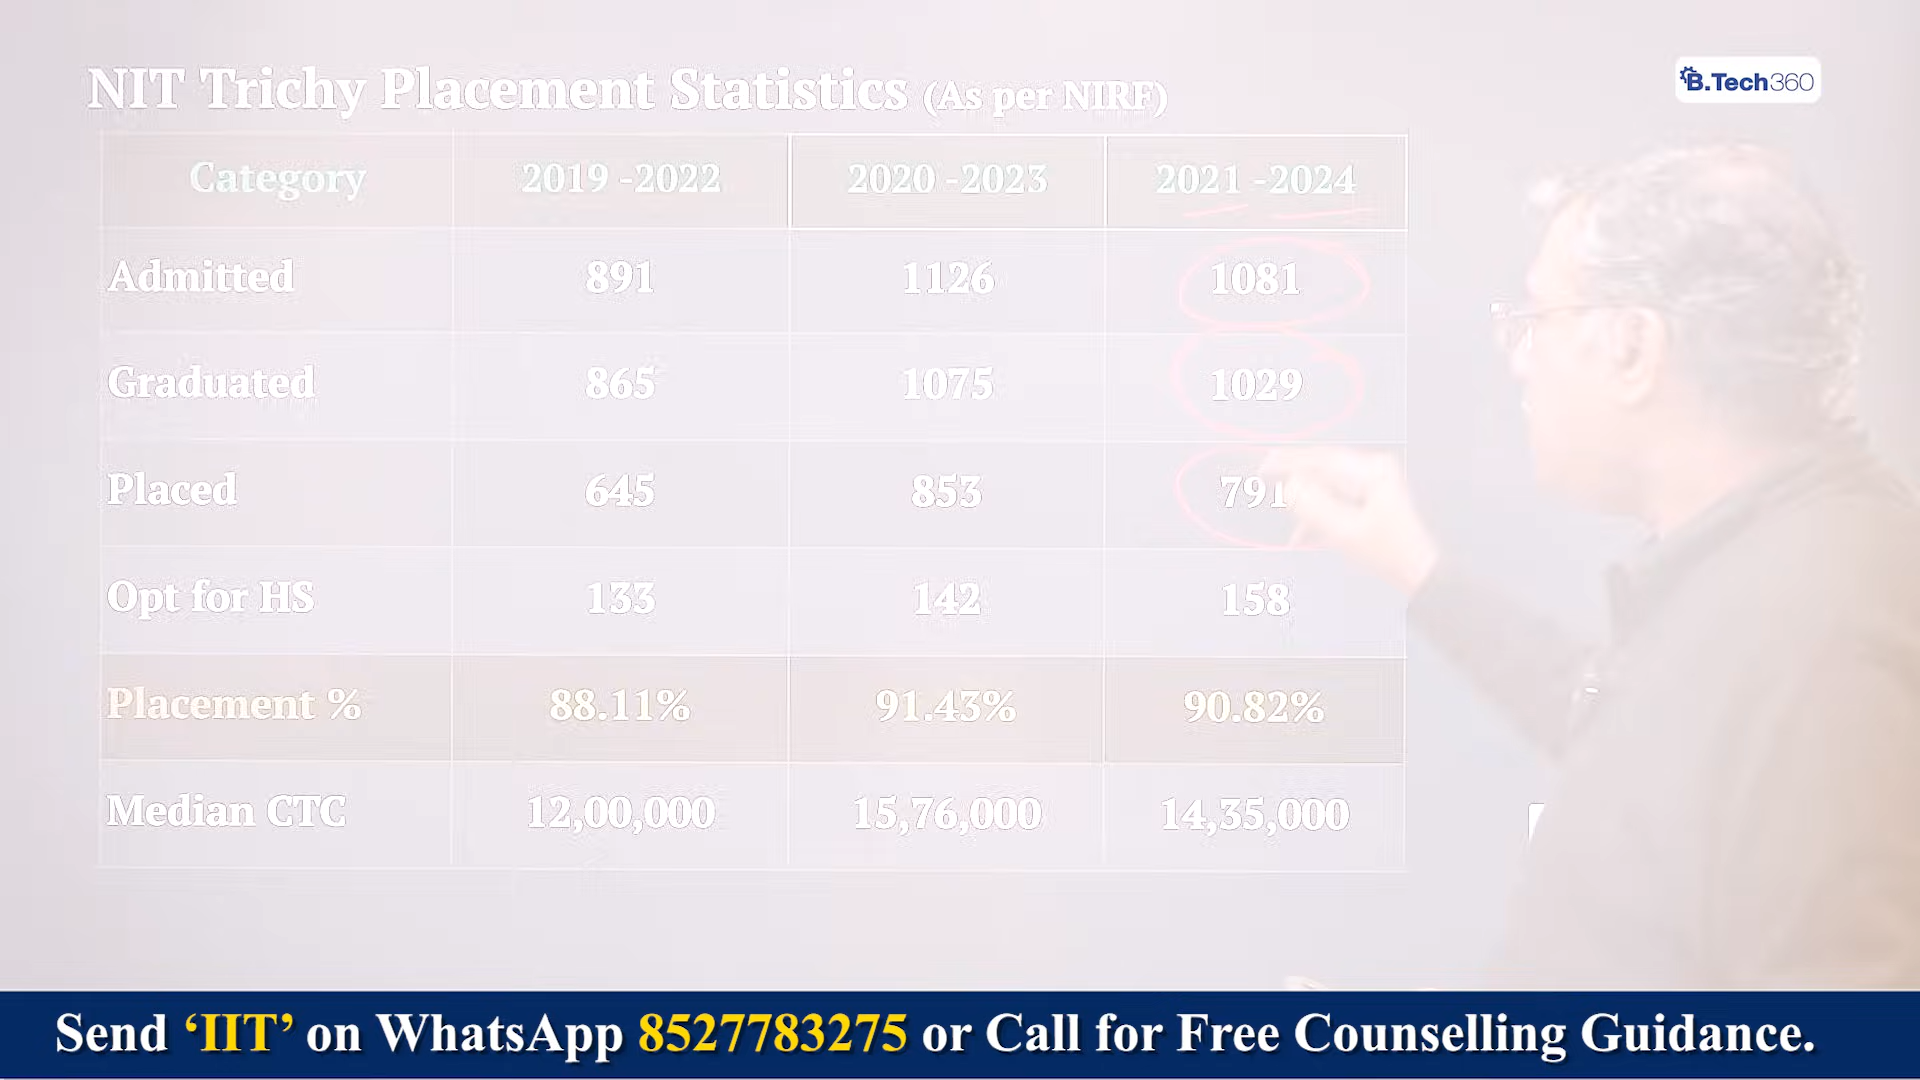 NIT Trichy Placement Statistics (As per NIRF)
B.Tech360
Category 2019 -2022 2020 -2023 2021 -2024
Admitted 891 1126 1081
Graduated 865 1075 1029
Placed 645 853 791
Opt for HS 133 142 158
Placement % 88.11% 91.43% 90.82%
Median CTC 12,00,000 15,76,000 14,35,000
Send ‘IIT’ on WhatsApp 8527783275 or Call for Free Counselling Guidance.